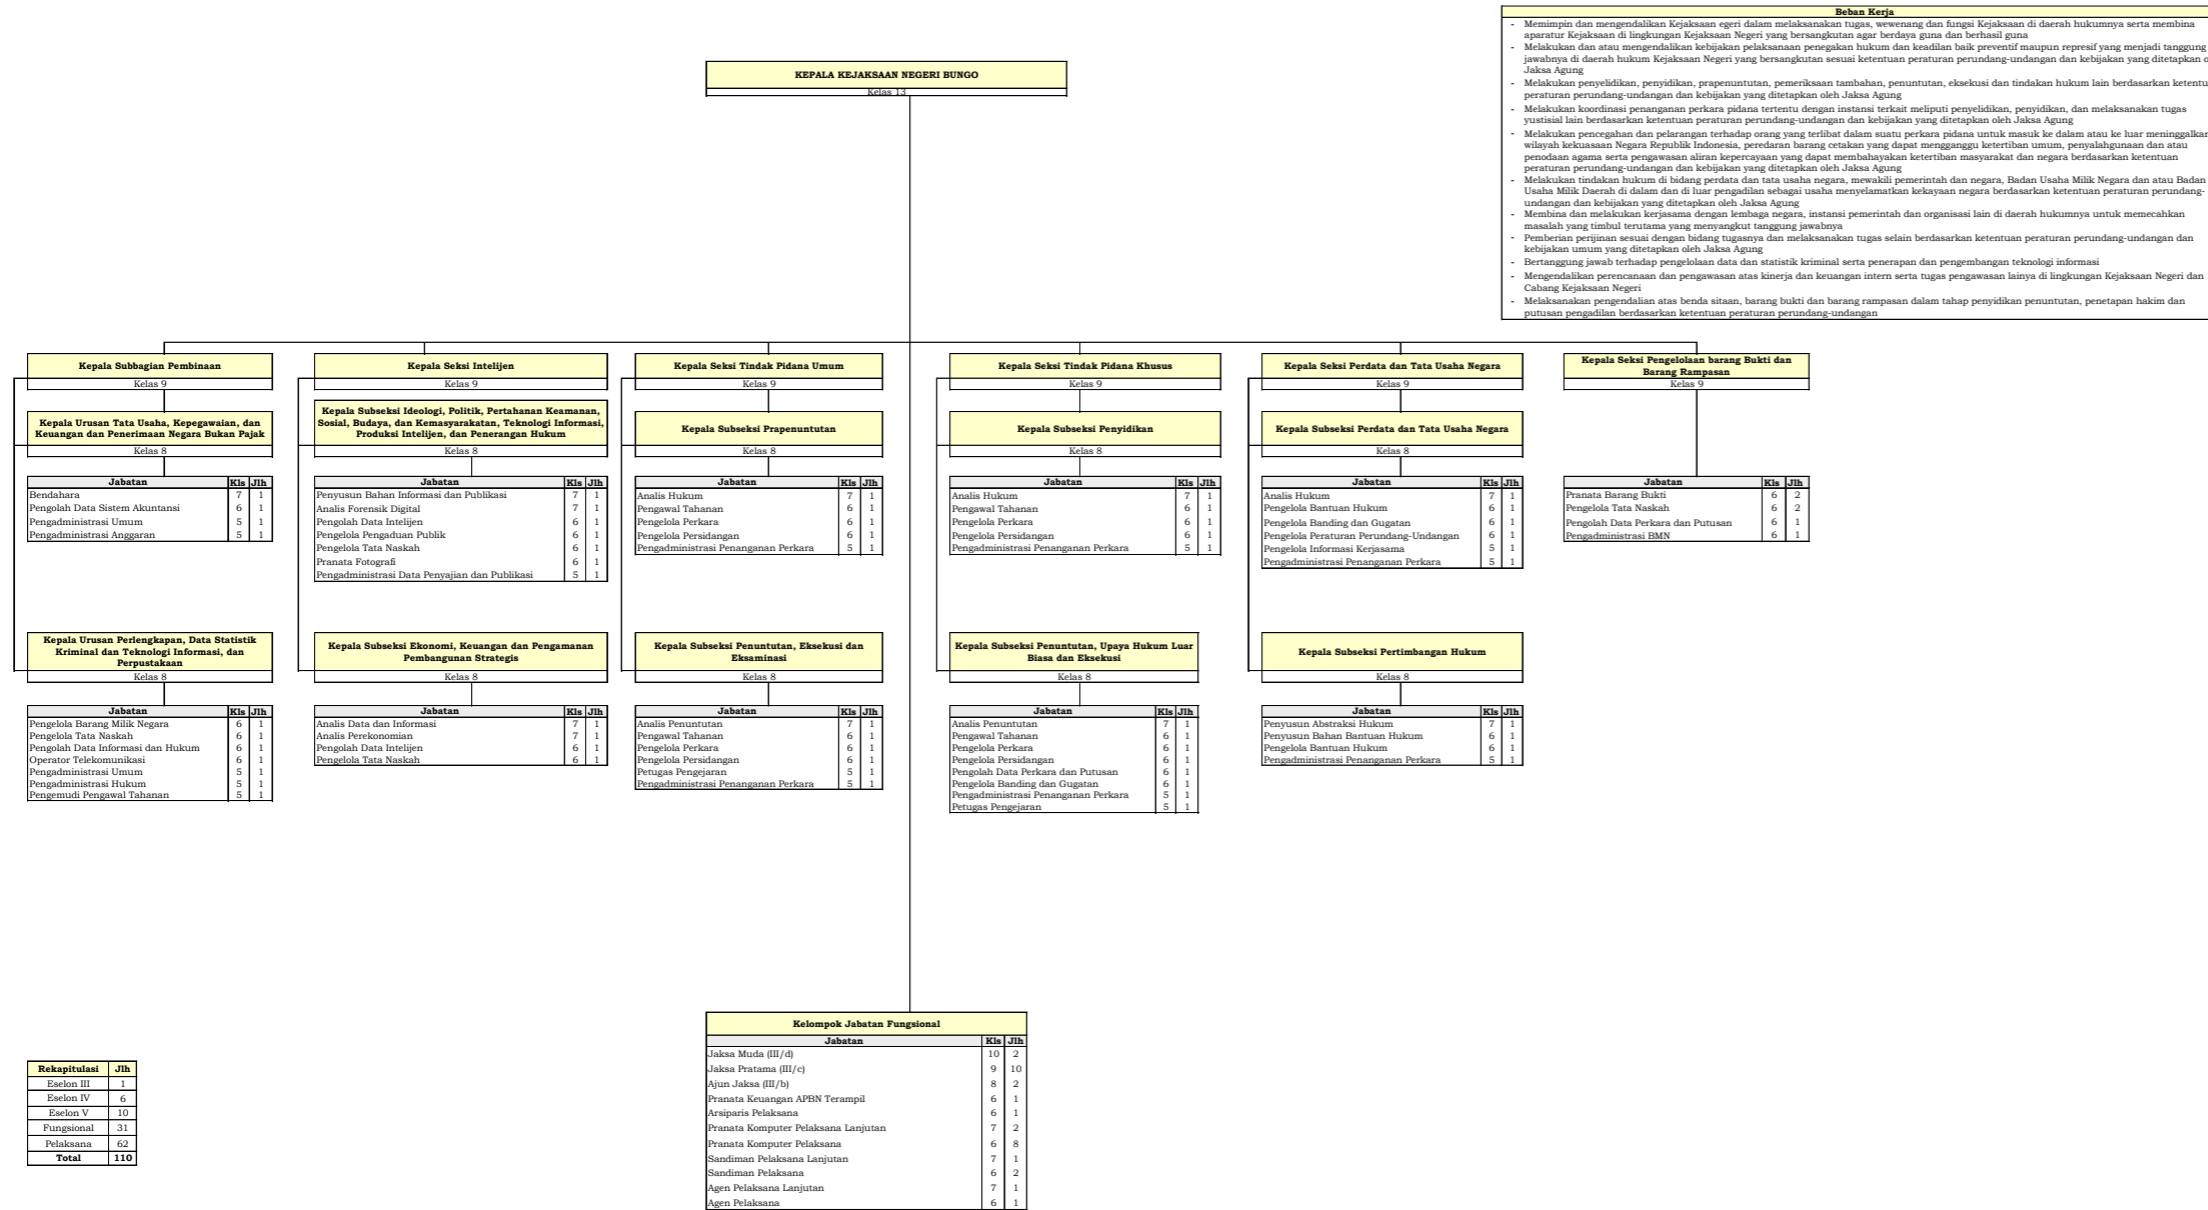 Beban Kerja
- Memimpin dan mengendalikan Kejaksaan egeri dalam melaksanakan tugas, wewenang dan fungsi Kejaksaan di daerah hukumnya serta membina
aparatur Kejaksaan di lingkungan Kejaksaan Negeri yang bersangkutan agar berdaya guna dan berhasil guna
- Melakukan dan atau mengendalikan kebijakan pelaksanaan penegakan hukum dan keadilan baik preventif maupun represif yang menjadi tanggung
jawabnya di daerah hukum Kejaksaan Negeri yang bersangkutan sesuai ketentuan peraturan perundang-undangan dan kebijakan yang ditetapkan o
Jaksa Agung
- Melakukan penyelidikan, penyidikan, prapenuntutan, pemeriksaan tambahan, penuntutan, eksekusi dan tindakan hukum lain berdasarkan ketentu
peraturan perundang-undangan dan kebijakan yang ditetapkan oleh Jaksa Agung
- Melakukan koordinasi penanganan perkara pidana tertentu dengan instansi terkait meliputi penyelidikan, penyidikan, dan melaksanakan tugas
yustisial lain berdasarkan ketentuan peraturan perundang-undangan dan kebijakan yang ditetapkan oleh Jaksa Agung
- Melakukan pencegahan dan pelarangan terhadap orang yang terlibat dalam suatu perkara pidana untuk masuk ke dalam atau ke luar meninggalkan
wilayah kekuasaan Negara Republik Indonesia, peredaran barang cetakan yang dapat mengganggu ketertiban umum, penyalahgunaan dan atau
penodaan agama serta pengawasan aliran kepercayaan yang dapat membahayakan ketertiban masyarakat dan negara berdasarkan ketentuan
peraturan perundang-undangan dan kebijakan yang ditetapkan oleh Jaksa Agung
- Melakukan tindakan hukum di bidang perdata dan tata usaha negara, mewakili pemerintah dan negara, Badan Usaha Milik Negara dan atau Badan
Usaha Milik Daerah di dalam dan di luar pengadilan sebagai usaha menyelamatkan kekayaan negara berdasarkan ketentuan peraturan perundang-
undangan dan kebijakan yang ditetapkan oleh Jaksa Agung
- Membina dan melakukan kerjasama dengan lembaga negara, instansi pemerintah dan organisasi lain di daerah hukumnya untuk memecahkan
masalah yang timbul terutama yang menyangkut tanggung jawabnya
- Pemberian perijinan sesuai dengan bidang tugasnya dan melaksanakan tugas selain berdasarkan ketentuan peraturan perundang-undangan dan
kebijakan umum yang ditetapkan oleh Jaksa Agung
- Bertanggung jawab terhadap pengelolaan data dan statistik kriminal serta penerapan dan pengembangan teknologi informasi
- Mengendalikan perencanaan dan pengawasan atas kinerja dan keuangan intern serta tugas pengawasan lainya di lingkungan Kejaksaan Negeri dan
Cabang Kejaksaan Negeri
- Melaksanakan pengendalian atas benda sitaan, barang bukti dan barang rampasan dalam tahap penyidikan penuntutan, penetapan hakim dan
putusan pengadilan berdasarkan ketentuan peraturan perundang-undangan
KEPALA KEJAKSAAN NEGERI BUNGO
Kelas 13
Kepala Subbagian Pembinaan
Kelas 9
Kepala Urusan Tata Usaha, Kepegawaian, dan
Keuangan dan Penerimaan Negara Bukan Pajak
Kelas 8
Jabatan Kls Jlh
Bendahara 7 1
Pengolah Data Sistem Akuntansi 6 1
Pengadministrasi Umum 5 1
Pengadministrasi Anggaran 5 1
Kepala Urusan Perlengkapan, Data Statistik
Kriminal dan Teknologi Informasi, dan
Perpustakaan
Kelas 8
Jabatan Kls Jlh
Pengelola Barang Milik Negara 6 1
Pengelola Tata Naskah 6 1
Pengolah Data Informasi dan Hukum 6 1
Operator Telekomunikasi 6 1
Pengadministrasi Umum 5 1
Pengadministrasi Hukum 5 1
Pengemudi Pengawal Tahanan 5 1
Kepala Seksi Intelijen
Kelas 9
Kepala Subseksi Ideologi, Politik, Pertahanan Keamanan,
Sosial, Budaya, dan Kemasyarakatan, Teknologi Informasi,
Produksi Intelijen, dan Penerangan Hukum
Kelas 8
Jabatan Kls Jlh
Penyusun Bahan Informasi dan Publikasi 7 1
Analis Forensik Digital 7 1
Pengolah Data Intelijen 6 1
Pengelola Pengaduan Publik 6 1
Pengelola Tata Naskah 6 1
Pranata Fotografi 6 1
Pengadministrasi Data Penyajian dan Publikasi 5 1
Kepala Subseksi Ekonomi, Keuangan dan Pengamanan
Pembangunan Strategis
Kelas 8
Jabatan Kls Jlh
Analis Data dan Informasi 7 1
Analis Perekonomian 7 1
Pengolah Data Intelijen 6 1
Pengelola Tata Naskah 6 1
Kepala Seksi Tindak Pidana Umum
Kelas 9
Kepala Subseksi Prapenuntutan
Kelas 8
Jabatan Kls Jlh
Analis Hukum 7 1
Pengawal Tahanan 6 1
Pengelola Perkara 6 1
Pengelola Persidangan 6 1
Pengadministrasi Penanganan Perkara 5 1
Kepala Subseksi Penuntutan, Eksekusi dan
Eksaminasi
Kelas 8
Jabatan Kls Jlh
Analis Penuntutan 7 1
Pengawal Tahanan 6 1
Pengelola Perkara 6 1
Pengelola Persidangan 6 1
Petugas Pengejaran 5 1
Pengadministrasi Penanganan Perkara 5 1
Kepala Seksi Tindak Pidana Khusus
Kelas 9
Kepala Subseksi Penyidikan
Kelas 8
Jabatan Kls Jlh
Analis Hukum 7 1
Pengawal Tahanan 6 1
Pengelola Perkara 6 1
Pengelola Persidangan 6 1
Pengadministrasi Penanganan Perkara 5 1
Kepala Subseksi Penuntutan, Upaya Hukum Luar
Biasa dan Eksekusi
Kelas 8
Jabatan Kls Jlh
Analis Penuntutan 7 1
Pengawal Tahanan 6 1
Pengelola Perkara 6 1
Pengelola Persidangan 6 1
Pengolah Data Perkara dan Putusan 6 1
Pengelola Banding dan Gugatan 6 1
Pengadministrasi Penanganan Perkara 5 1
Petugas Pengejaran 5 1
Kepala Seksi Perdata dan Tata Usaha Negara
Kelas 9
Kepala Subseksi Perdata dan Tata Usaha Negara
Kelas 8
Jabatan Kls Jlh
Analis Hukum 7 1
Pengelola Bantuan Hukum 6 1
Pengelola Banding dan Gugatan 6 1
Pengelola Peraturan Perundang-Undangan 6 1
Pengelola Informasi Kerjasama 5 1
Pengadministrasi Penanganan Perkara 5 1
Kepala Subseksi Pertimbangan Hukum
Kelas 8
Jabatan Kls Jlh
Penyusun Abstraksi Hukum 7 1
Penyusun Bahan Bantuan Hukum 6 1
Pengelola Bantuan Hukum 6 1
Pengadministrasi Penanganan Perkara 5 1
Kepala Seksi Pengelolaan barang Bukti dan
Barang Rampasan
Kelas 9
Jabatan Kls Jlh
Pranata Barang Bukti 6 2
Pengelola Tata Naskah 6 2
Pengolah Data Perkara dan Putusan 6 1
Pengadministrasi BMN 6 1
Kelompok Jabatan Fungsional
Jabatan Kls Jlh
Jaksa Muda (III/d) 10 2
Jaksa Pratama (III/c) 9 10
Ajun Jaksa (III/b) 8 2
Pranata Keuangan APBN Terampil 6 1
Arsiparis Pelaksana 6 1
Pranata Komputer Pelaksana Lanjutan 7 2
Pranata Komputer Pelaksana 6 8
Sandiman Pelaksana Lanjutan 7 1
Sandiman Pelaksana 6 2
Agen Pelaksana Lanjutan 7 1
Agen Pelaksana 6 1
Rekapitulasi Jlh
Eselon III 1
Eselon IV 6
Eselon V 10
Fungsional 31
Pelaksana 62
Total 110